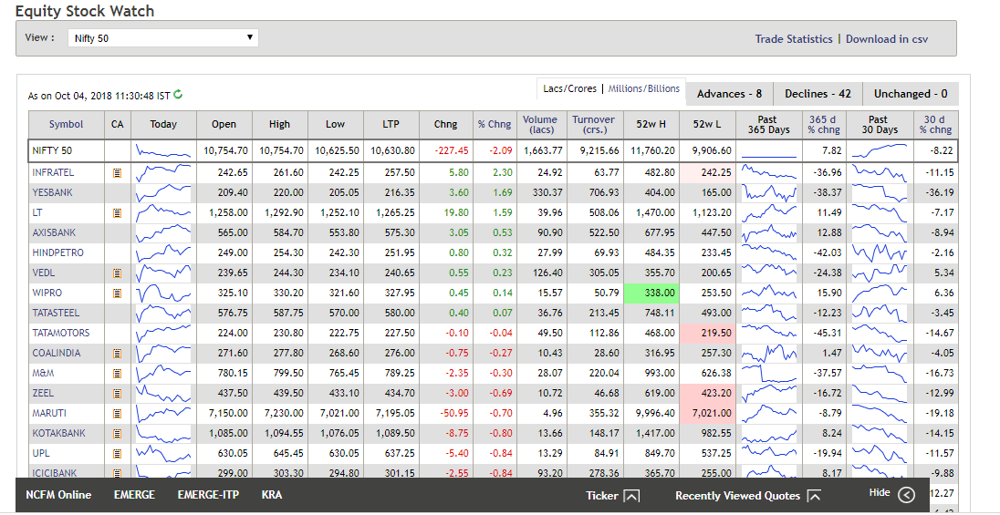 Equity Stock Watch
View : Nifty 50 Trade Statistics | Download in csv
As on Oct 04, 2018 11:30:48 IST Lacs/Crores | Millions/Billions Advances - 8 Declines - 42 Unchanged - 0
Symbol CA Today Open High Low LTP Chng % Chng Volume (lacs) Turnover (crs.) 52w H 52w L Past 365 Days 365 d % chng Past 30 Days 30 d % chng
NIFTY 50 10,754.70 10,754.70 10,625.50 10,630.80 -227.45 -2.09 1,663.77 9,215.66 11,760.20 9,906.60 7.82 -8.22
INFRATEL 242.65 261.60 242.25 257.50 5.80 2.30 24.92 63.77 482.80 242.25 -36.96 -11.15
YESBANK 209.40 220.00 205.05 216.35 3.60 1.69 330.37 706.93 404.00 165.00 -38.37 -36.19
LT 1,258.00 1,292.90 1,252.10 1,265.25 19.80 1.59 39.96 508.06 1,470.00 1,123.20 11.49 -7.17
AXISBANK 565.00 584.70 553.80 575.30 3.05 0.53 90.90 522.50 677.95 447.50 12.88 -8.94
HINDPETRO 249.00 254.30 242.30 251.95 0.80 0.32 27.99 69.93 484.35 233.45 -42.03 -2.16
VEDL 239.65 244.30 234.10 240.65 0.55 0.23 126.40 305.05 355.70 200.65 -24.38 5.34
WIPRO 325.10 330.20 321.60 327.95 0.45 0.14 15.57 50.79 338.00 253.50 15.90 6.36
TATASTEEL 576.75 587.75 570.00 580.00 0.40 0.07 36.76 213.45 748.11 493.00 -12.23 -3.45
TATAMOTORS 224.00 230.80 222.75 227.50 -0.10 -0.04 49.50 112.86 468.00 219.50 -45.31 -14.67
COALINDIA 271.60 277.80 268.60 276.00 -0.75 -0.27 10.43 28.60 316.95 257.30 1.47 -4.05
M&M 780.15 799.50 765.45 789.25 -2.35 -0.30 28.07 220.04 993.00 626.38 -37.57 -16.73
ZEEL 437.50 439.50 433.10 434.70 -3.00 -0.69 10.72 46.68 619.00 423.20 -16.72 -12.99
MARUTI 7,150.00 7,230.00 7,021.00 7,195.05 -50.95 -0.70 4.96 355.32 9,996.40 7,021.00 -8.79 -19.18
KOTAKBANK 1,085.00 1,094.55 1,076.05 1,089.50 -8.75 -0.80 13.66 148.17 1,417.00 982.55 8.24 -14.15
UPL 630.05 645.45 630.05 637.25 -5.40 -0.84 13.29 84.91 849.70 537.25 -19.94 -11.57
ICICIBANK 299.00 303.30 294.80 301.15 -2.55 -0.84 93.20 278.36 365.70 255.00 8.17 -9.88
NCFM Online EMERGE EMERGE-ITP KRA Ticker Recently Viewed Quotes Hide 12.27